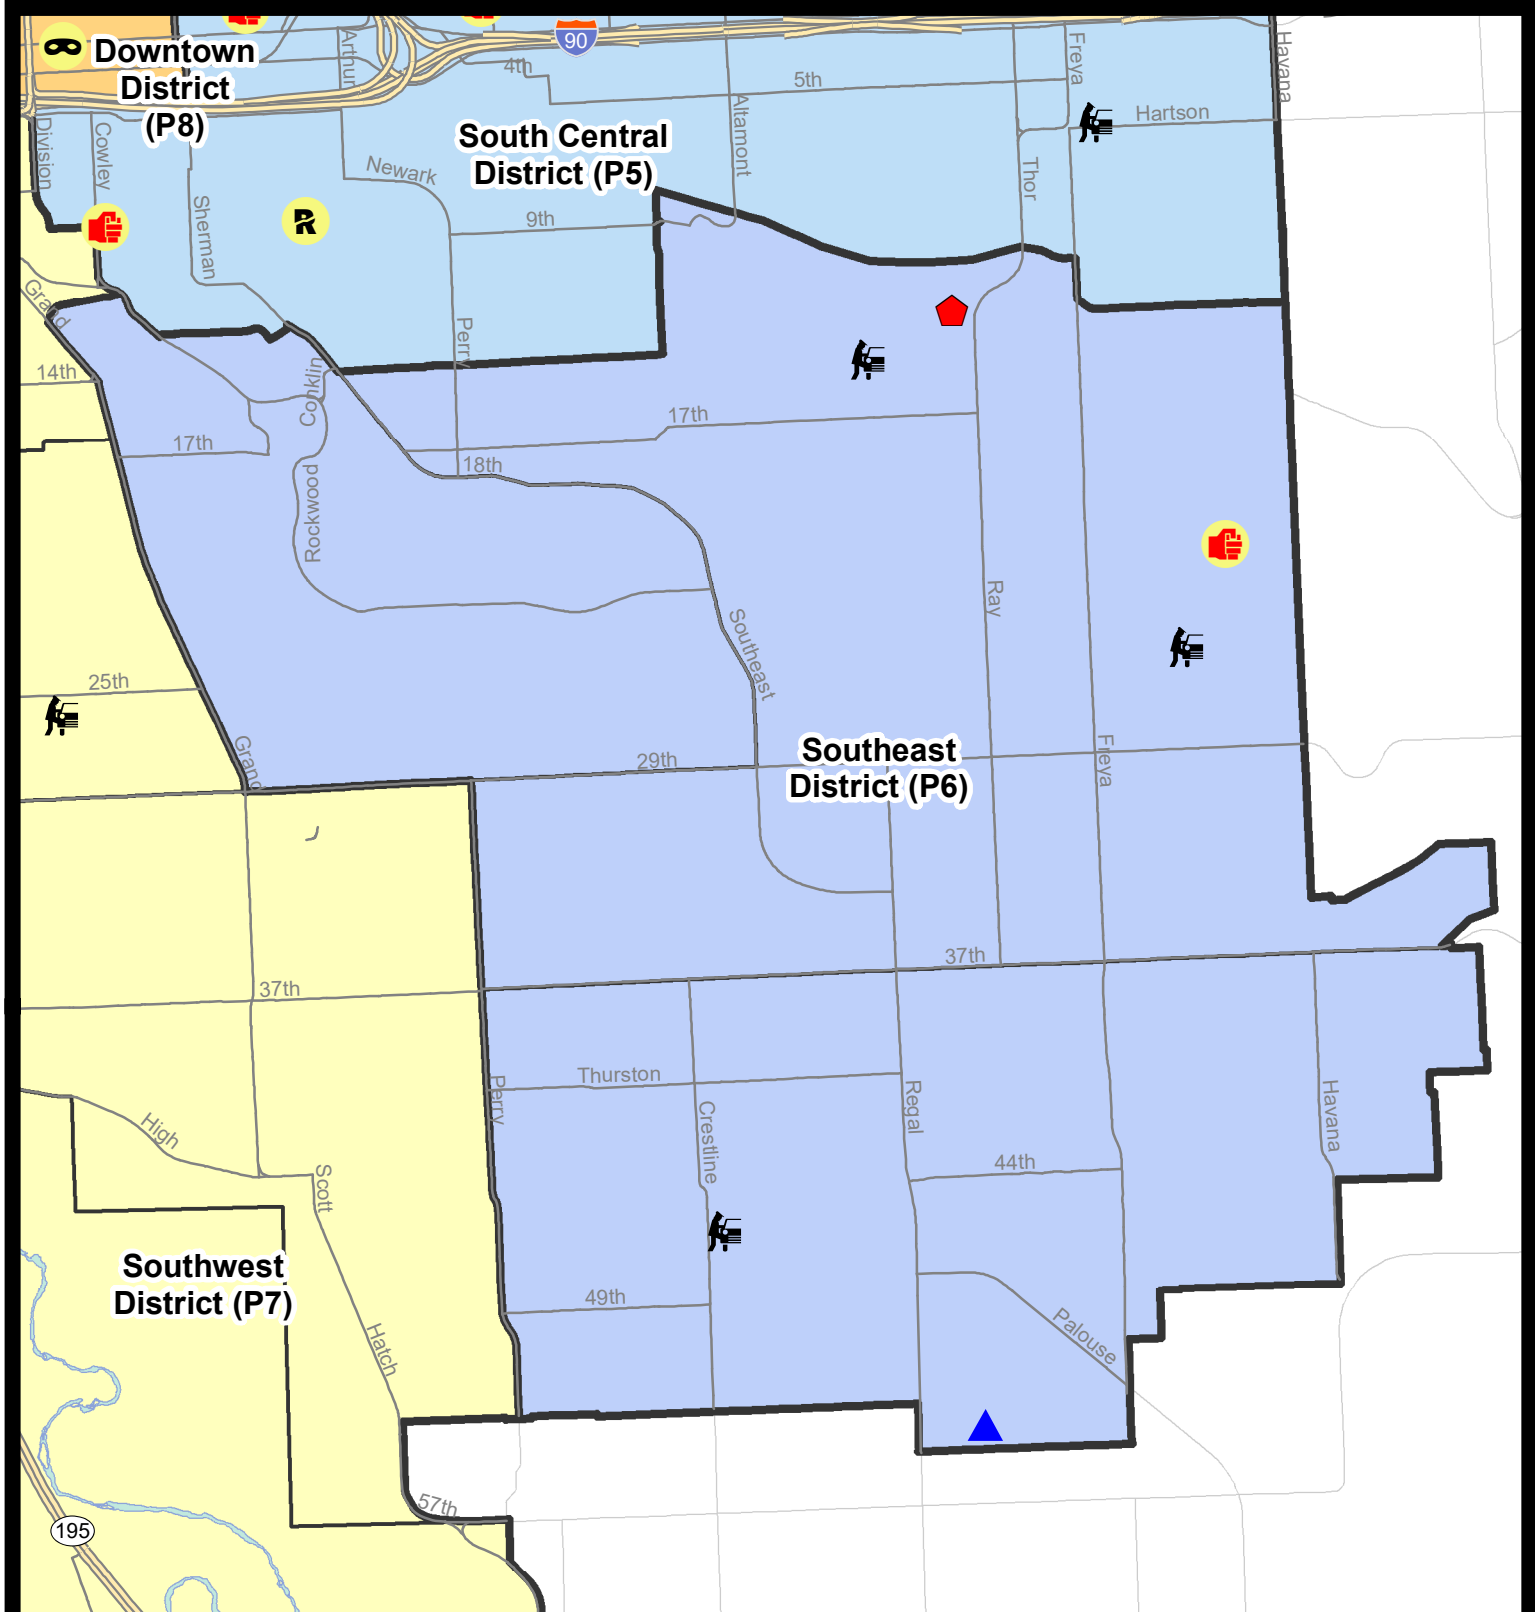 90
Downtown
District
(P8)
Arthur
Freya
Havana
4th
5th
Altamont
Hartson
Division
Cowley
South Central
District (P5)
Newark
Thor
Sherman
R
9th
Grand
Perry
14th
Conklin
17th
17th
18th
Rockwood
Ray
Southeast
25th
Grand
29th
Southeast
District (P6)
Freya
37th
37th
Thurston
Perry
Crestline
Regal
Havana
High
Scott
44th
Southwest
District (P7)
49th
Palouse
Hatch
57th
195